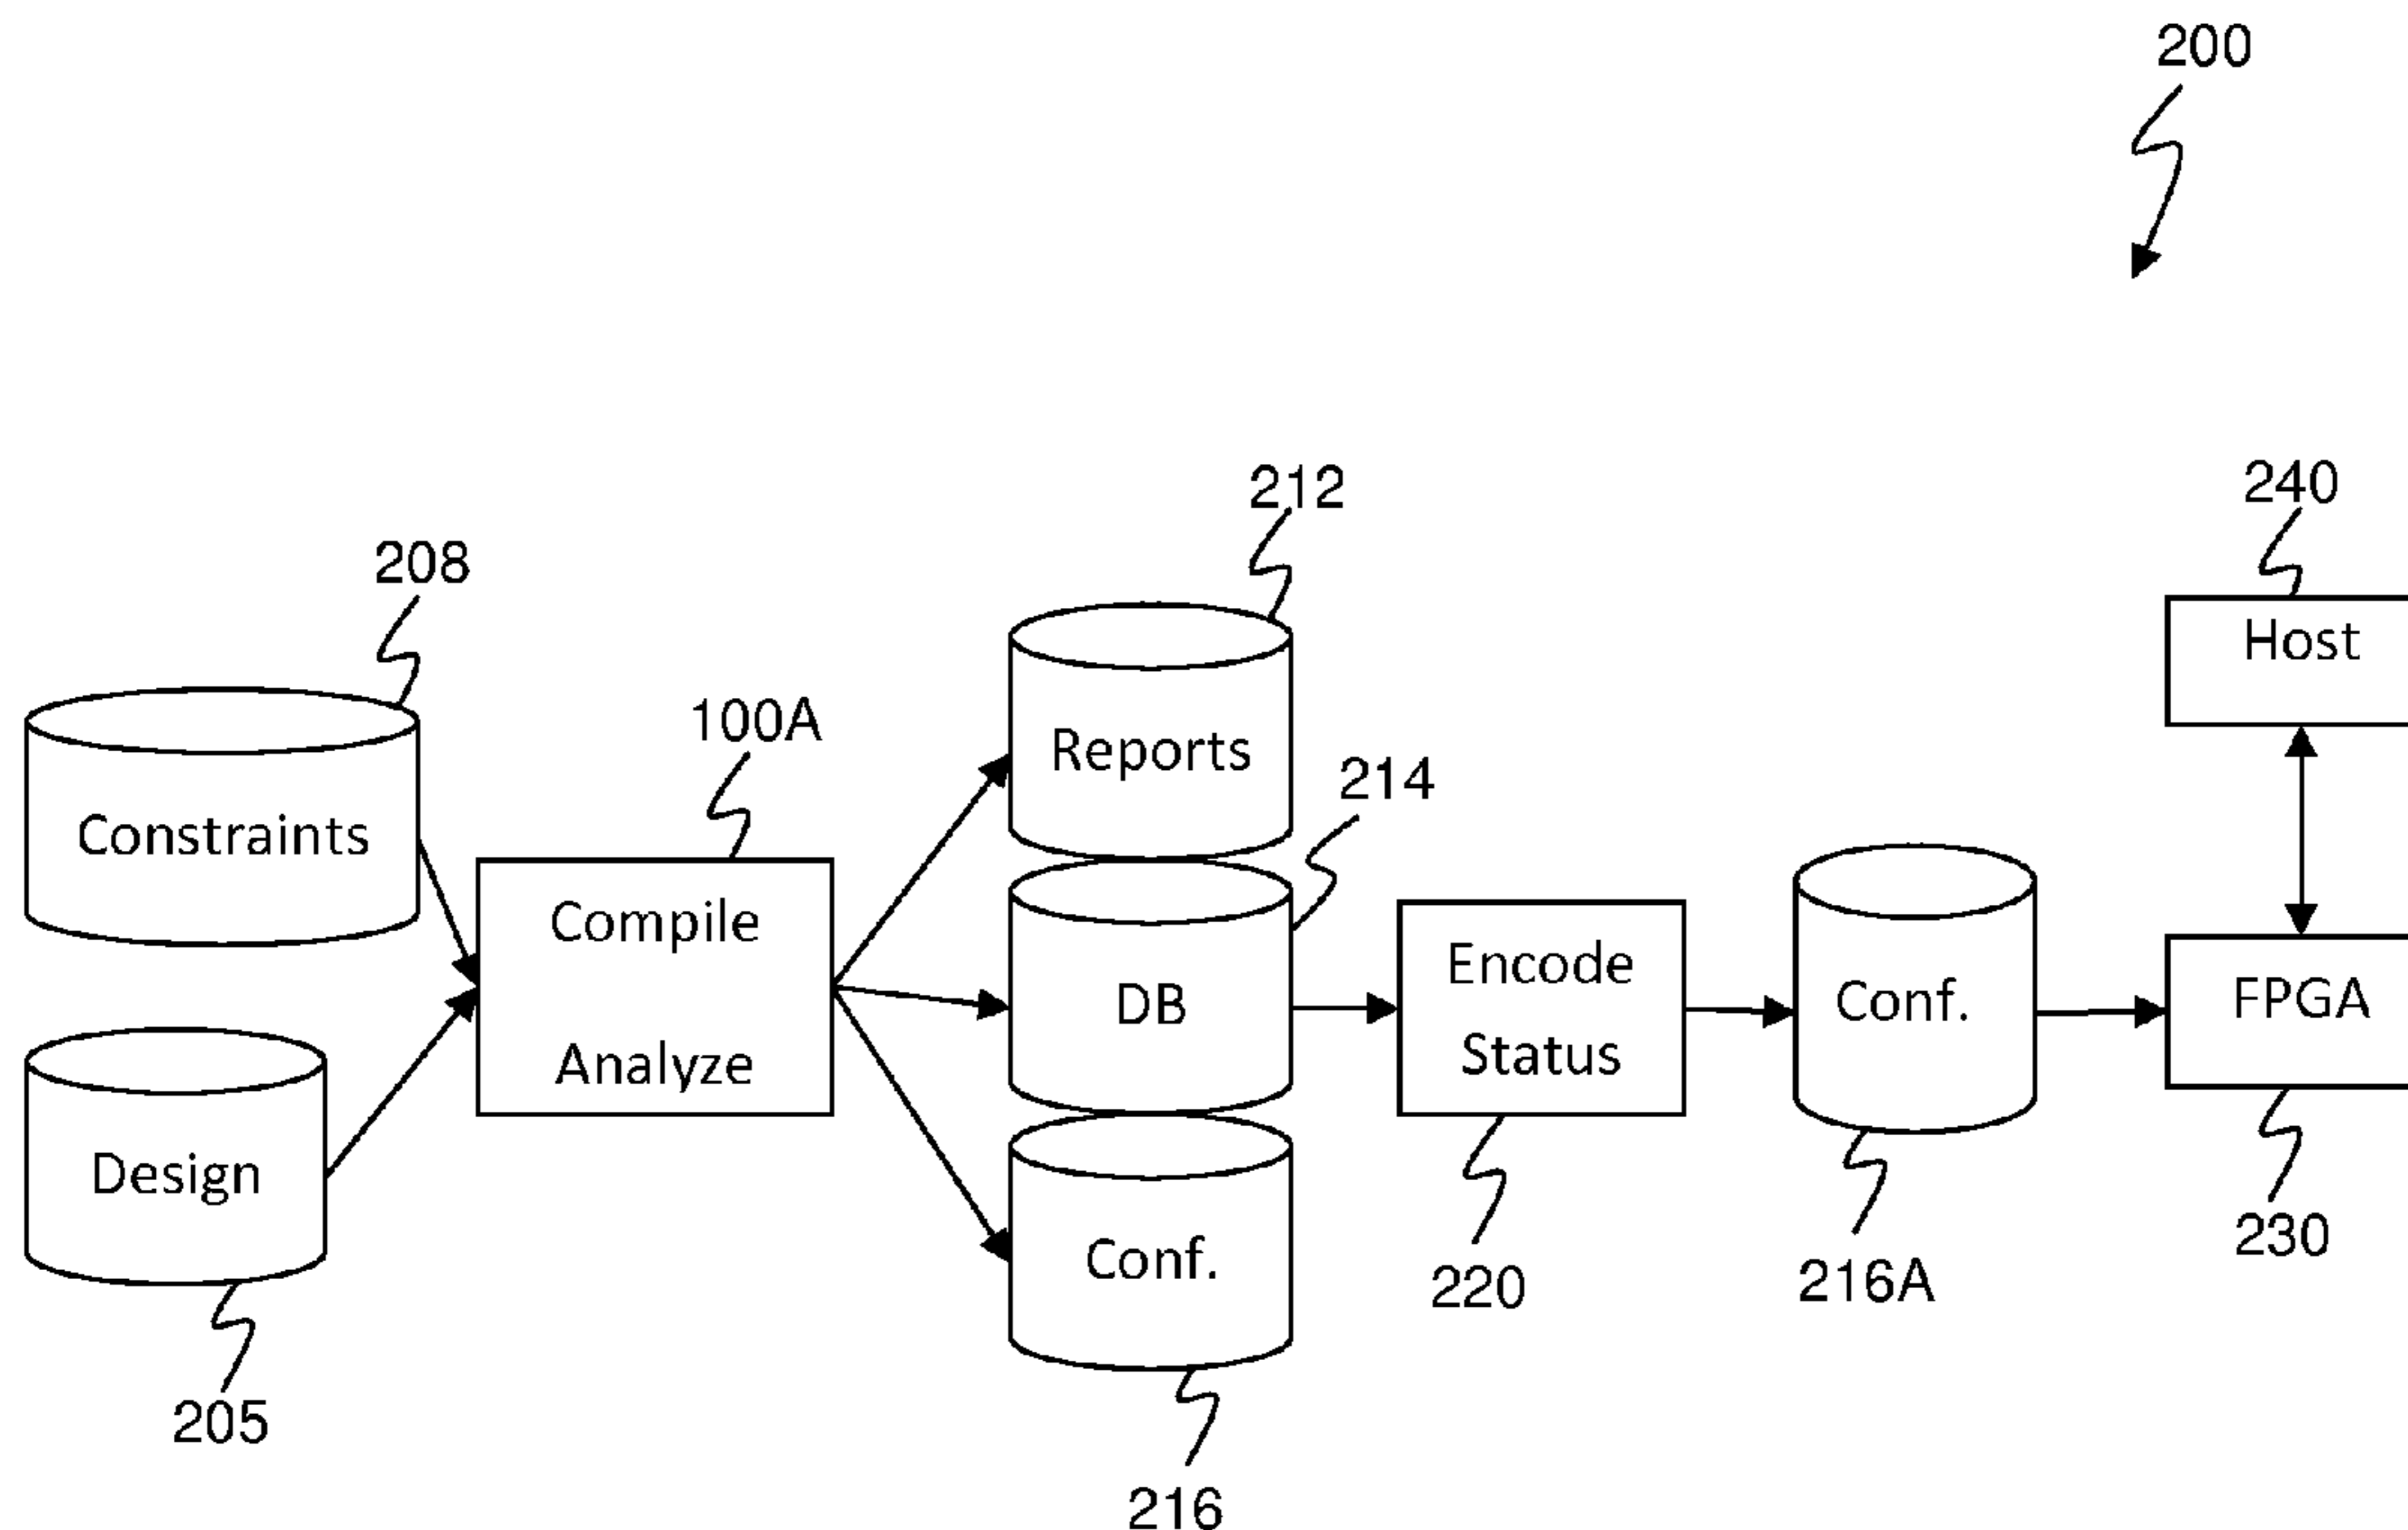 200
212
240
208
Host
100A
Reports
214
Constraints
Compile
Analyze
Encode
Status
DB
Conf.
FPGA
Design
Conf.
230
216A
220
205
216